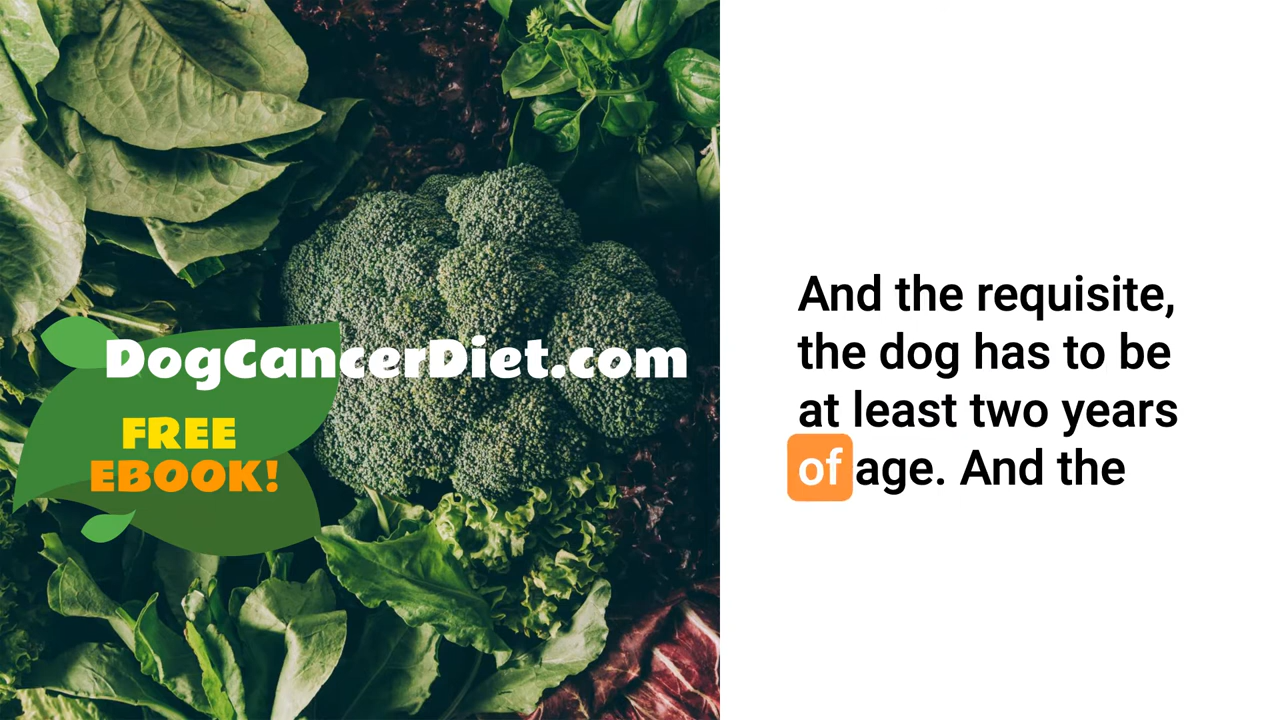 DogCancerDiet.com
FREE
EBOOK!
And the requisite,
the dog has to be
at least two years
of age. And the